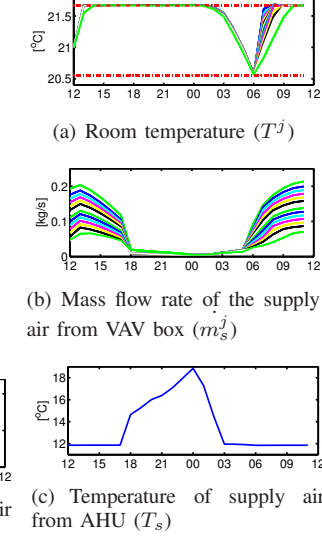 21.5
21
20.5
[°C]
12 15 18 21 00 03 06 09 12
(a) Room temperature (T^j)
0.2
0.1
0
[kg/s]
12 15 18 21 00 03 06 09 12
(b) Mass flow rate of the supply
air from VAV box (ṁ_s^j)
18
16
14
12
[°C]
12 15 18 21 00 03 06 09 12
12
ir
(c) Temperature of supply air
from AHU (T_s)